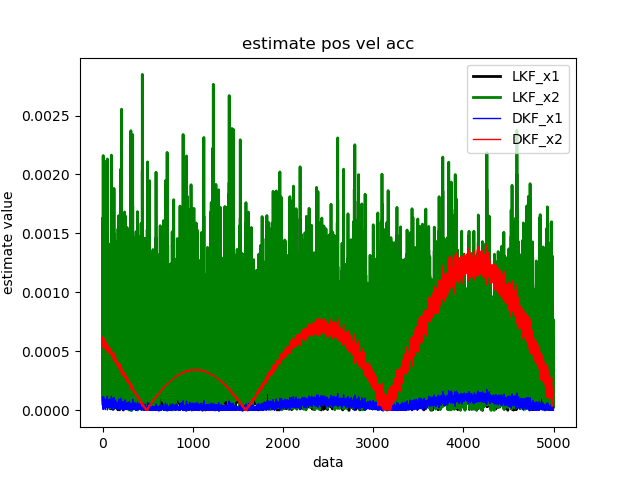 estimate pos vel acc
LKF_x1
LKF_x2
DKF_x1
DKF_x2
estimate value
0.0025
0.0020
0.0015
0.0010
0.0005
0.0000
0 1000 2000 3000 4000 5000
data